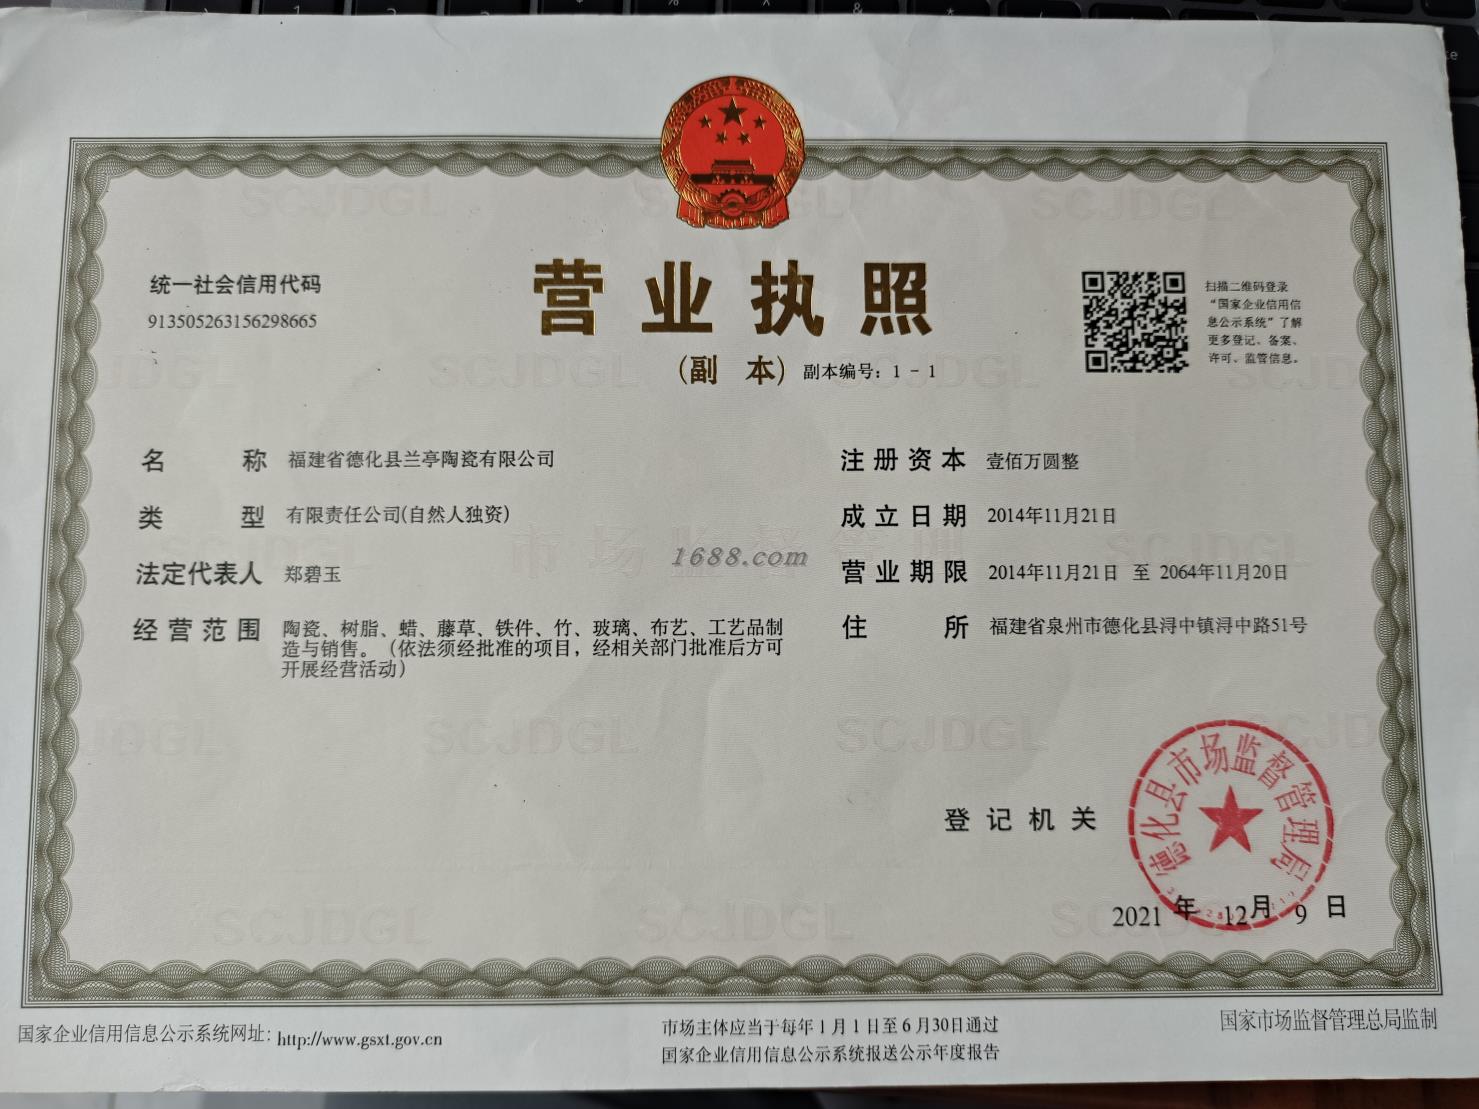 营业执照
(副 本) 副本编号：1 - 1
统一社会信用代码
913505263156298665
扫描二维码登录
“国家企业信用信
息公示系统”了解
更多登记、备案、
许可、监管信息。
名 称 福建省德化县兰亭陶瓷有限公司
类 型 有限责任公司(自然人独资)
法定代表人 郑碧玉
经营范围 陶瓷、树脂、蜡、藤草、铁件、竹、玻璃、布艺、工艺品制
造与销售。（依法须经批准的项目，经相关部门批准后方可
开展经营活动）
注册资本 壹佰万圆整
成立日期 2014年11月21日
营业期限 2014年11月21日 至 2064年11月20日
住 所 福建省泉州市德化县浔中镇浔中路51号
1688.com
登记机关
德化县市场监督管理局
2021 年 12月 9 日
国家企业信用信息公示系统网址：http://www.gsxt.gov.cn
市场主体应当于每年1月1日至6月30日通过
国家企业信用信息公示系统报送公示年度报告
国家市场监督管理总局监制